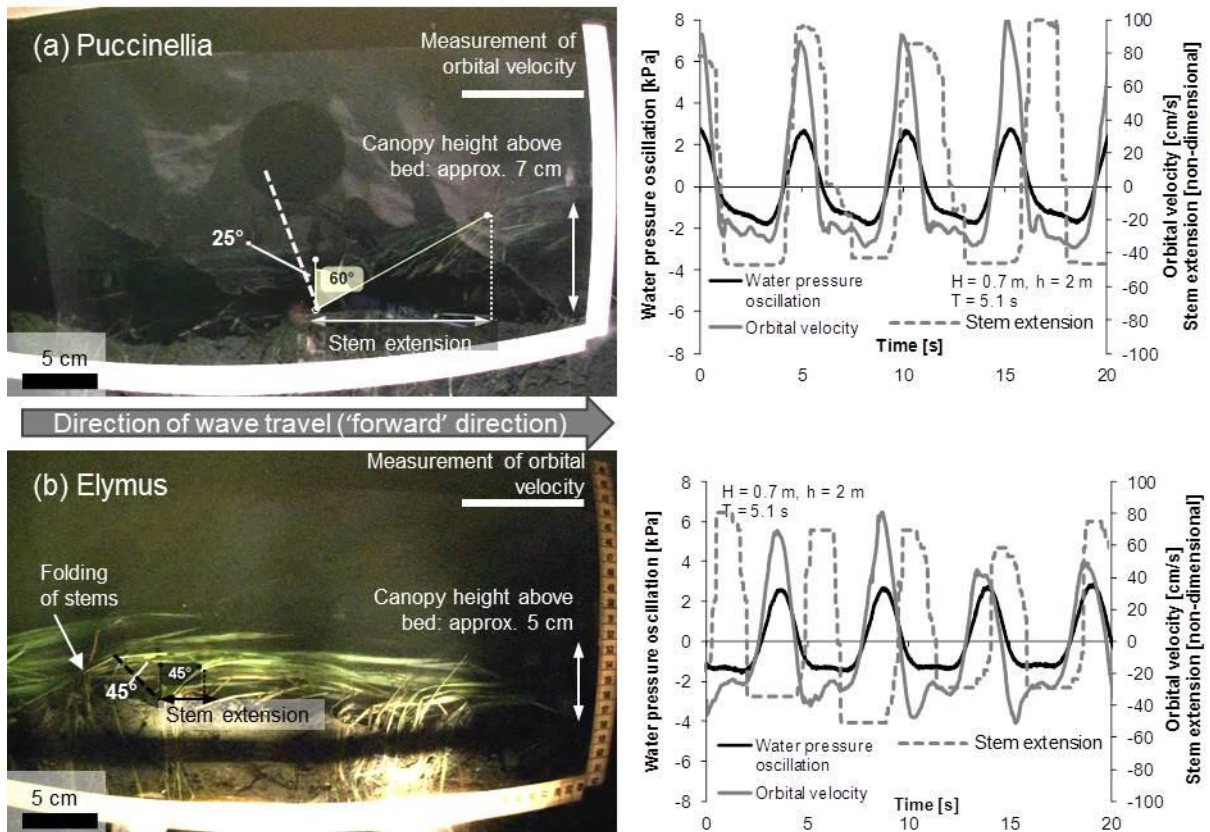 (a) Puccinellia
Measurement of
orbital velocity
Canopy height above
bed: approx. 7 cm
25°
60°
Stem extension
5 cm
Water pressure oscillation [kPa]
8
6
4
2
0
-2
-4
-6
-8
Orbital velocity [cm/s]
Stem extension [non-dimensional]
100
80
60
40
20
0
-20
-40
-60
-80
-100
Water pressure
oscillation
Orbital velocity
H = 0.7 m, h = 2 m
T = 5.1 s
Stem extension
Time [s]
0 5 10 15 20
Direction of wave travel ('forward' direction)
(b) Elymus
Measurement of orbital
velocity
Folding
of stems
Canopy height above
bed: approx. 5 cm
45°
45°
Stem extension
5 cm
Water pressure oscillation [kPa]
8
6
4
2
0
-2
-4
-6
-8
Orbital velocity [cm/s]
Stem extension [non-dimensional]
100
80
60
40
20
0
-20
-40
-60
-80
-100
H = 0.7 m, h = 2 m
T = 5.1 s
Water pressure
oscillation
Stem extension
Orbital velocity
Time [s]
0 5 10 15 20